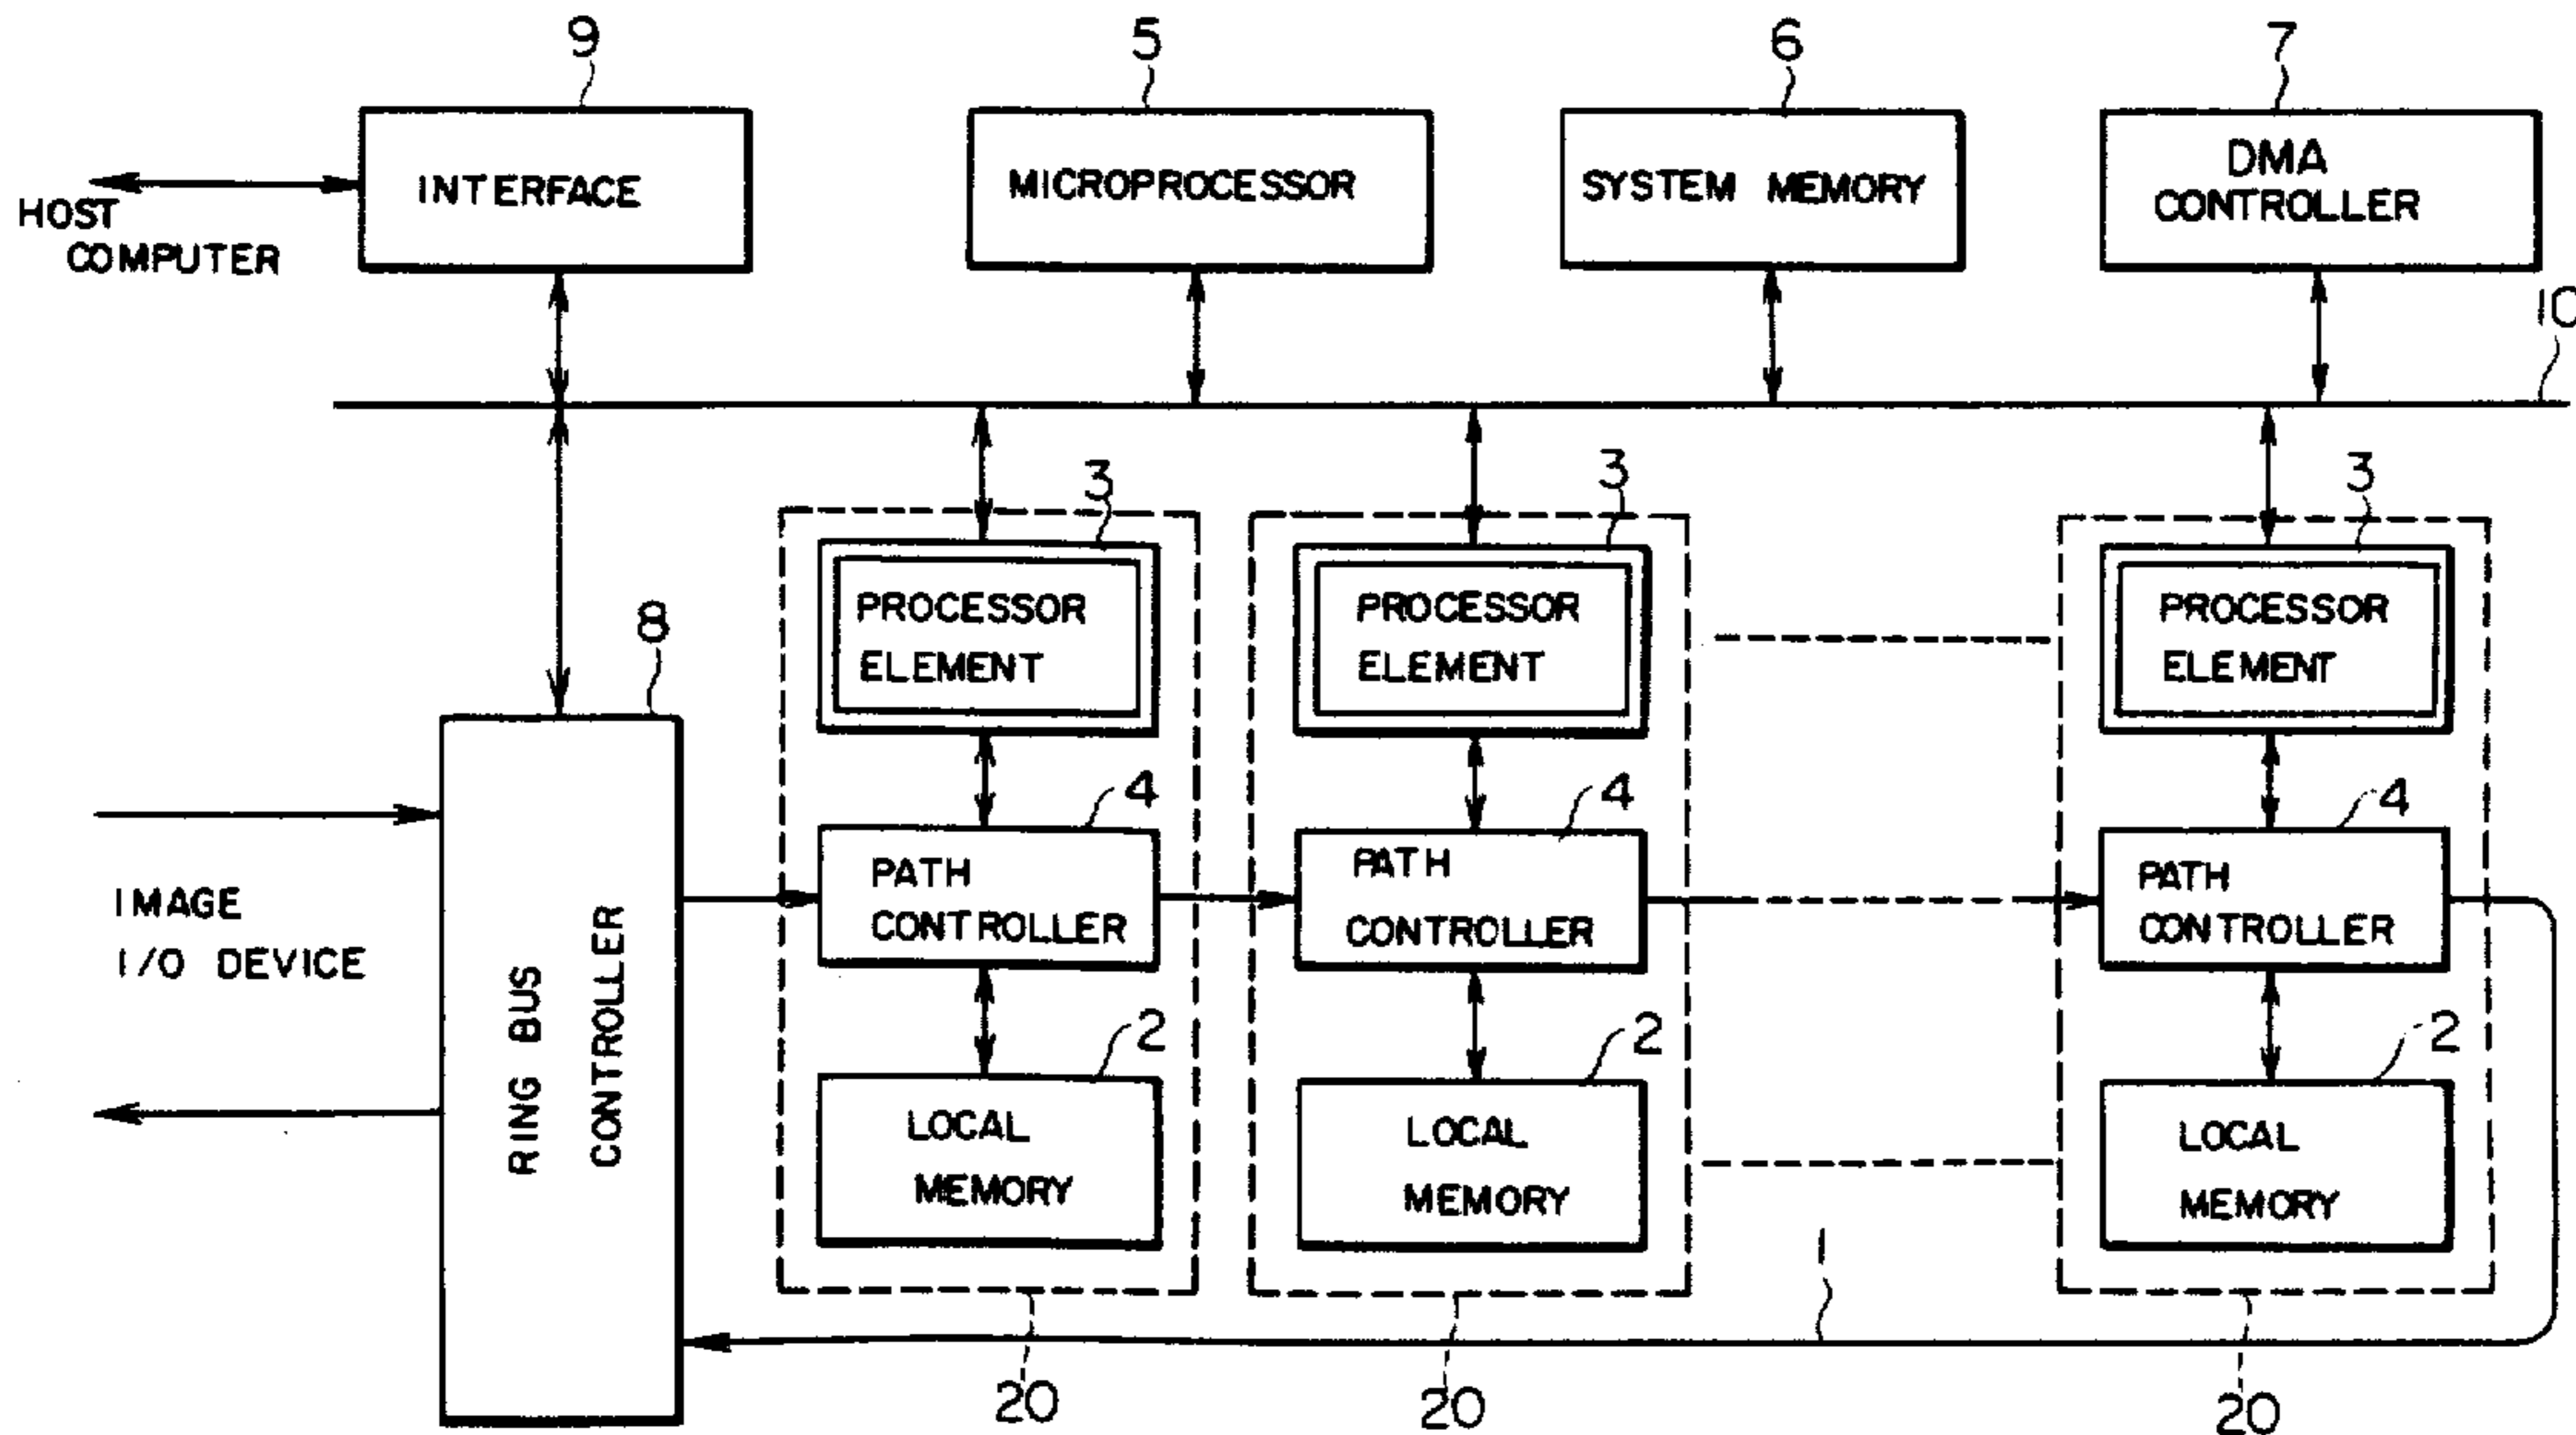 9
5
6
7
INTERFACE
MICROPROCESSOR
SYSTEM MEMORY
DMA
CONTROLLER
HOST
COMPUTER
10
3
3
3
PROCESSOR
ELEMENT
PROCESSOR
ELEMENT
PROCESSOR
ELEMENT
8
4
4
4
PATH
CONTROLLER
PATH
CONTROLLER
PATH
CONTROLLER
IMAGE
I/O DEVICE
RING BUS
CONTROLLER
2
2
2
LOCAL
MEMORY
LOCAL
MEMORY
LOCAL
MEMORY
1
20
20
20